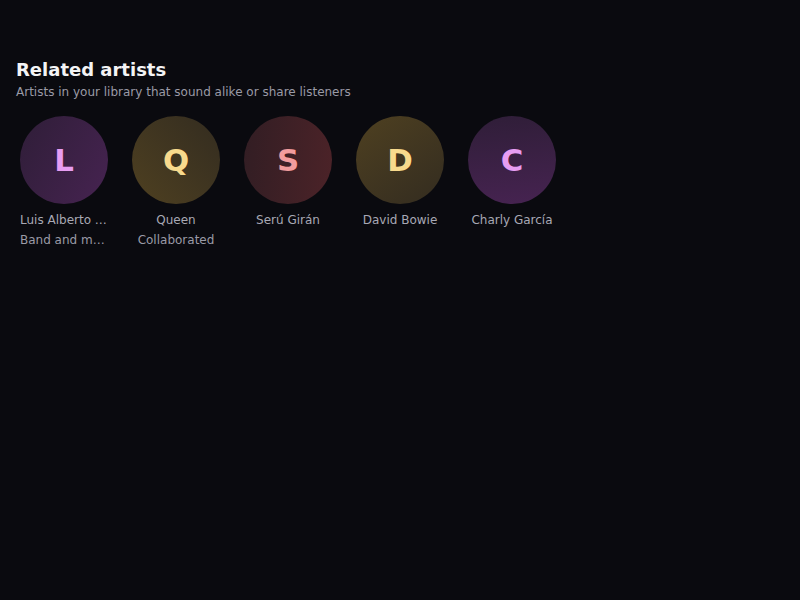 Related artists
Artists in your library that sound alike or share listeners
L Q S D C
Luis Alberto ... Queen Serú Girán David Bowie Charly García
Band and m... Collaborated